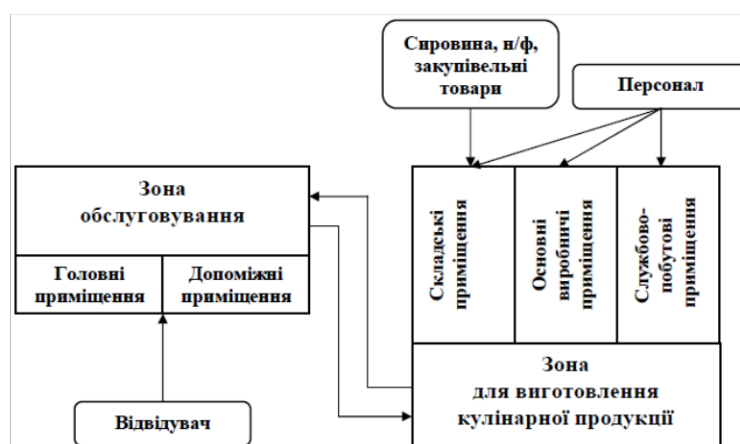 Сировина, н/ф,
закупівельні
товари
Персонал
Зона
обслуговування
Головні
приміщення
Допоміжні
приміщення
Складські
приміщення
Основні
виробничі
приміщення
Службово-
побутові
приміщення
Зона
для виготовлення
кулінарної продукції
Відвідувач